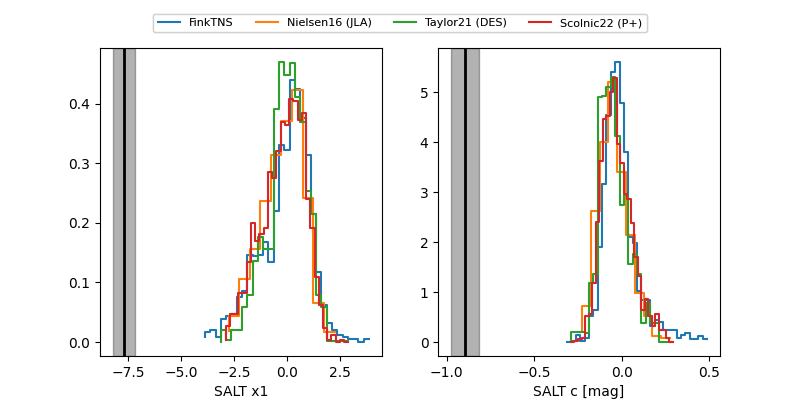 FinkTNS Nielsen16 (JLA) Taylor21 (DES) Scolnic22 (P+)
0.4
0.3
0.2
0.1
0.0
−7.5 −5.0 −2.5 0.0 2.5
SALT x1
5
4
3
2
1
0
−1.0 −0.5 0.0 0.5
SALT c [mag]